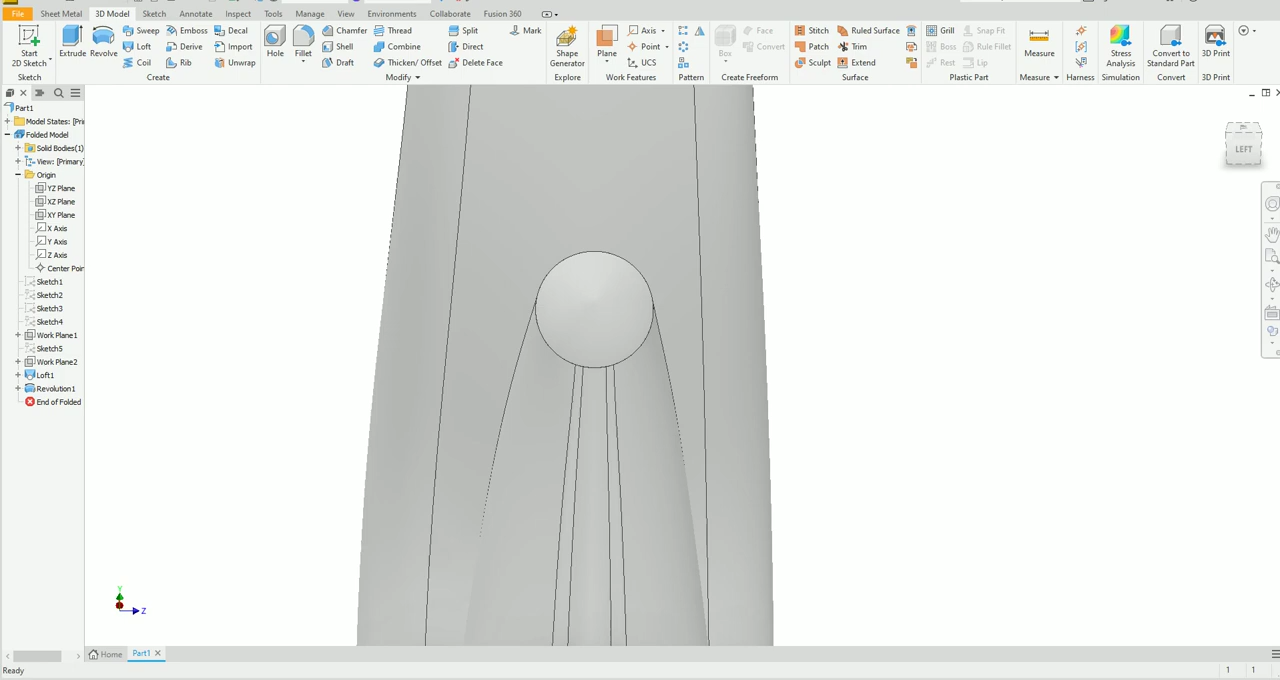 File Sheet Metal 3D Model Sketch Annotate Inspect Tools Manage View Environments Collaborate Fusion 360
Start
2D Sketch
Sketch
Extrude Revolve
Sweep Emboss Decal
Loft Derive Import
Coil Rib Unwrap
Create
Hole Fillet
Chamfer Thread Split Mark
Shell Combine Direct
Draft Thicken/ Offset Delete Face
Modify
Shape
Generator
Explore
Plane
Axis
Point
UCS
Work Features
Pattern
Box
Face
Convert
Create Freeform
Stitch Ruled Surface
Patch Trim
Sculpt Extend
Surface
Grill Snap Fit
Boss Rule Fillet
Rest Lip
Plastic Part
Measure
Measure
Harness
Stress
Analysis
Simulation
Convert to
Standard Part
Convert
3D Print
3D Print
Part1
Model States: [Pri
Folded Model
Solid Bodies(1)
View: [Primary]
Origin
YZ Plane
XZ Plane
XY Plane
X Axis
Y Axis
Z Axis
Center Poin
Sketch1
Sketch2
Sketch3
Sketch4
Work Plane1
Sketch5
Work Plane2
Loft1
Revolution1
End of Folded
LEFT
Y
Z
Home Part1
Ready 1 1